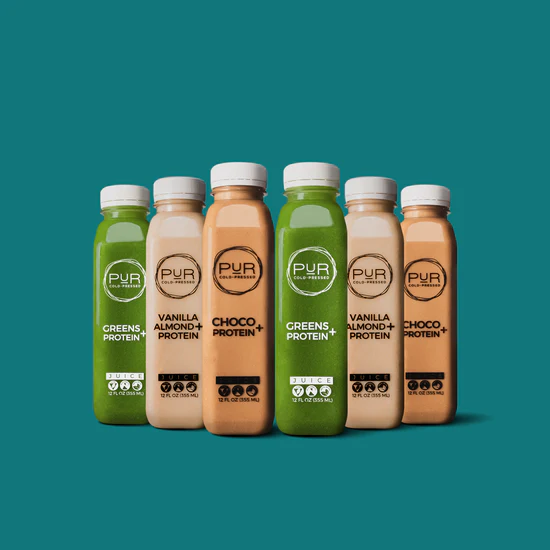 PUR
COLD-PRESSED
GREENS
PROTEIN+
JUICE
12 FL OZ (355 ML)
PUR
COLD-PRESSED
VANILLA
ALMOND+
PROTEIN
JUICE
12 FL OZ (355 ML)
PUR
COLD-PRESSED
CHOCO
PROTEIN+
12 FL OZ (355 ML)
PUR
COLD-PRESSED
GREENS
PROTEIN+
JUICE
12 FL OZ (355 ML)
PUR
COLD-PRESSED
VANILLA
ALMOND+
PROTEIN
JUICE
12 FL OZ (355 ML)
PUR
COLD-PRESSED
CHOCO
PROTEIN+
12 FL OZ (355 ML)